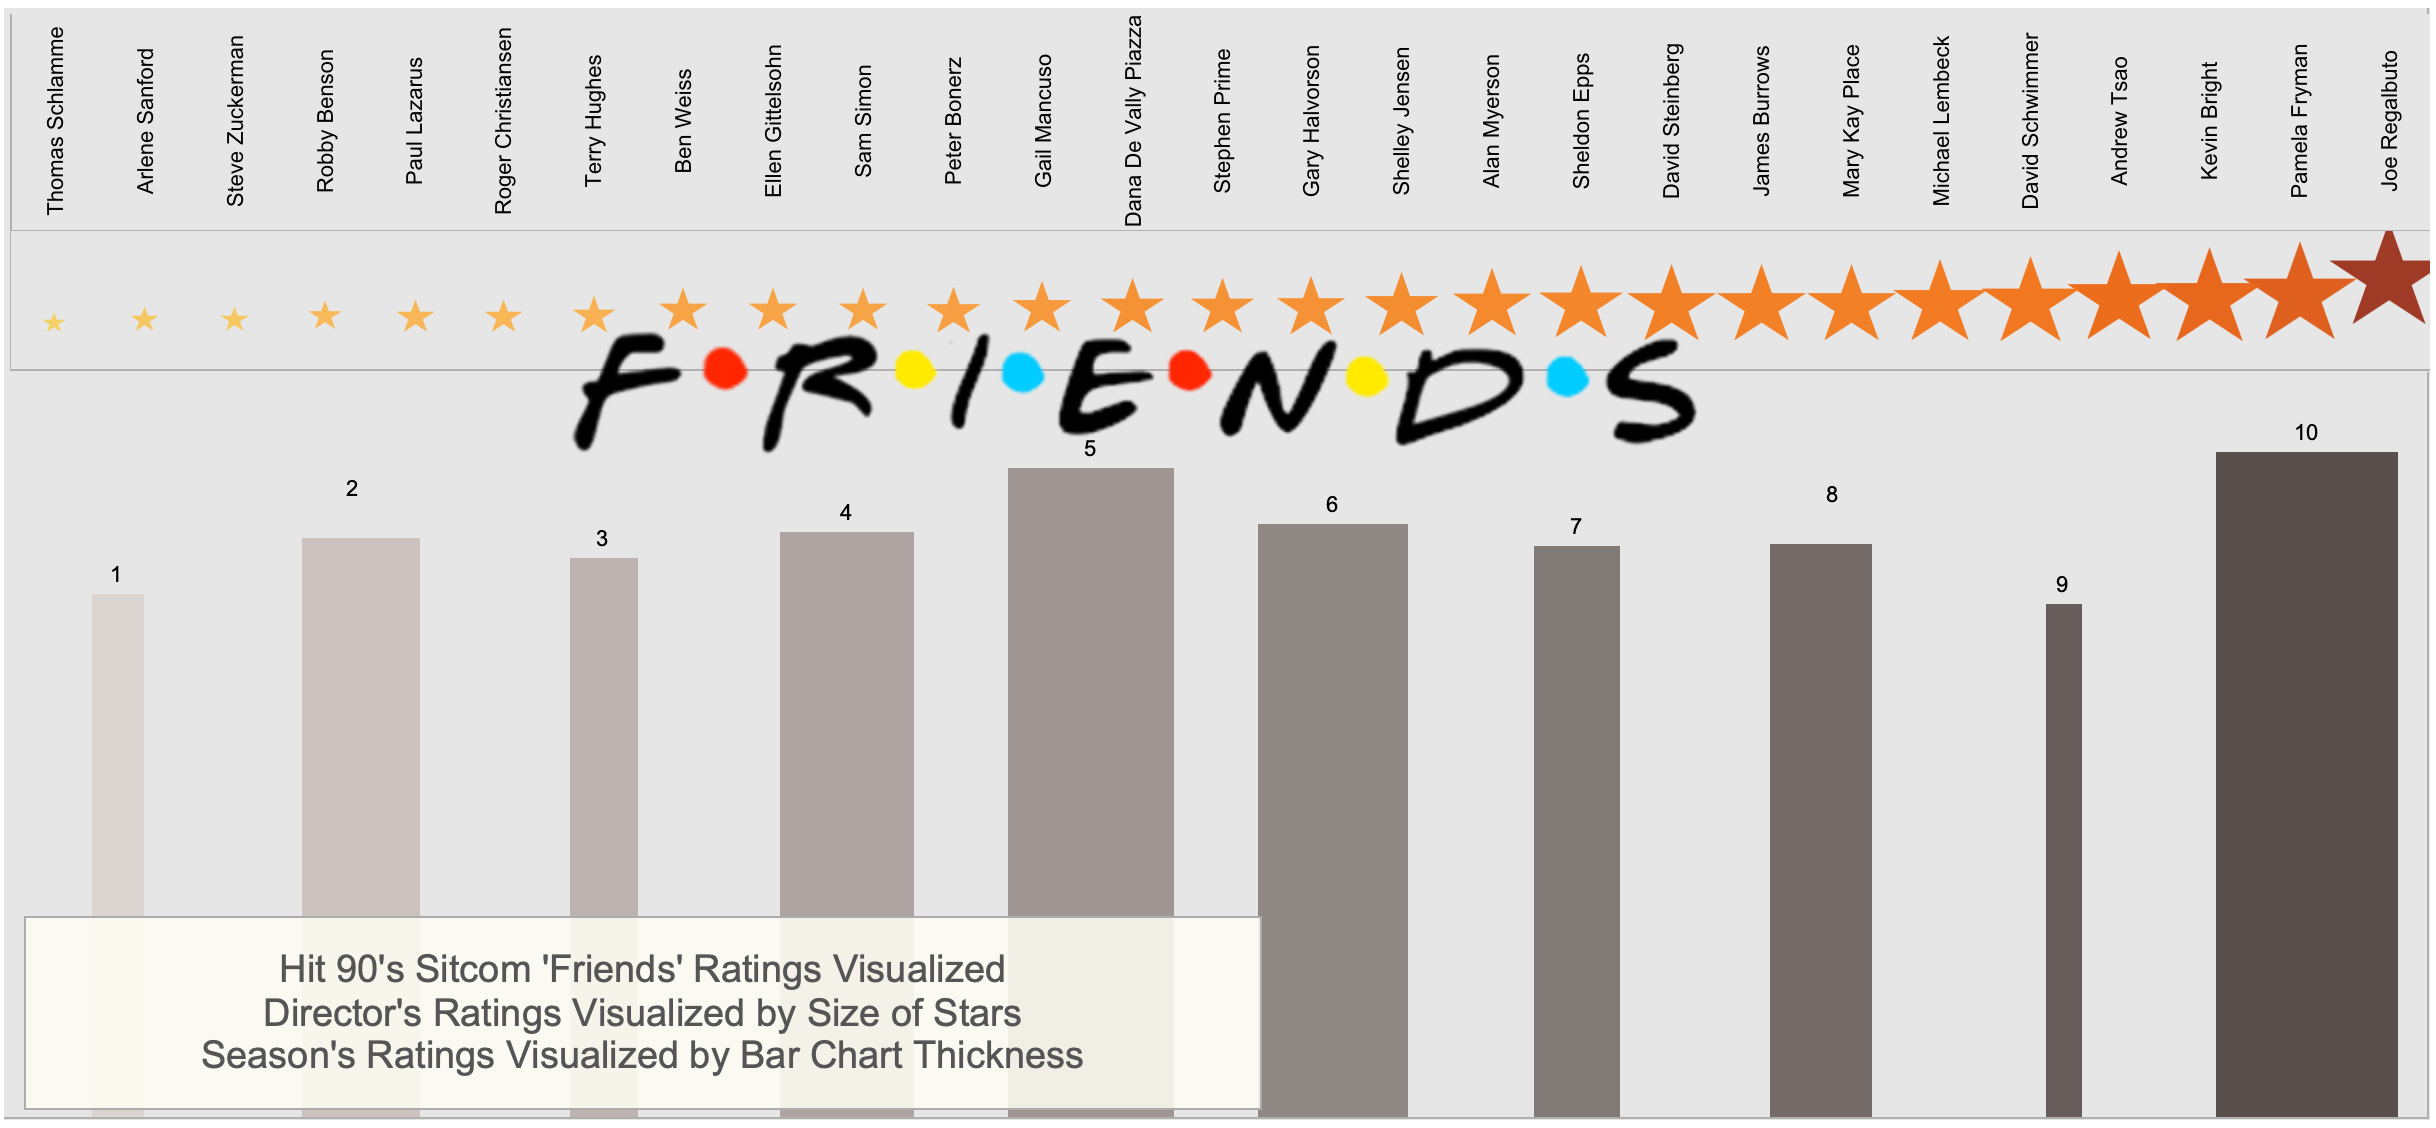 Thomas Schlamme
Arlene Sanford
Steve Zuckerman
Robby Benson
Paul Lazarus
Roger Christiansen
Terry Hughes
Ben Weiss
Ellen Gittelsohn
Sam Simon
Peter Bonerz
Gail Mancuso
Dana De Vally Piazza
Stephen Prime
Gary Halvorson
Shelley Jensen
Alan Myerson
Sheldon Epps
David Steinberg
James Burrows
Mary Kay Place
Michael Lembeck
David Schwimmer
Andrew Tsao
Kevin Bright
Pamela Fryman
Joe Regalbuto
F•R•I•E•N•D•S
1
2
3
4
5
6
7
8
9
10
Hit 90's Sitcom 'Friends' Ratings Visualized
Director's Ratings Visualized by Size of Stars
Season's Ratings Visualized by Bar Chart Thickness